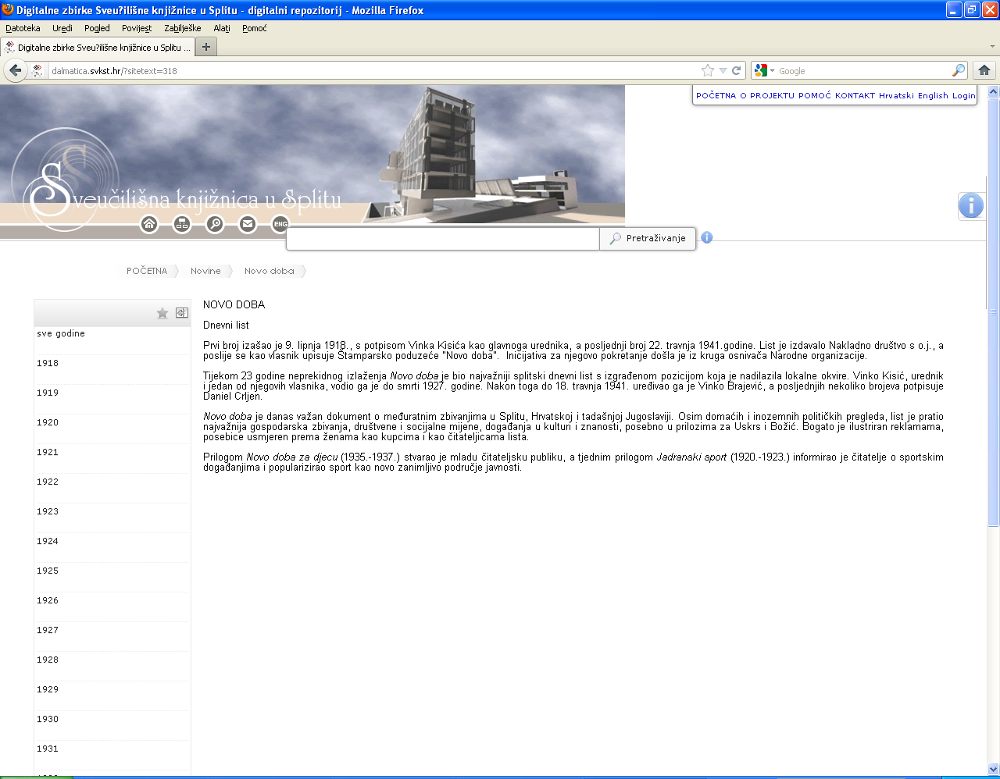 Digitalne zbirke Sveu?ilišne knjižnice u Splitu - digitalni repozitorij - Mozilla Firefox
Datoteka Uredi Pogled Povijest Zabilješke Alati Pomoć
Digitalne zbirke Sveu?ilišne knjižnice u Splitu ...
dalmatica.svkst.hr/?sitetext=318
Google
POČETNA O PROJEKTU POMOĆ KONTAKT Hrvatski English Login
Sveučilišna knjižnica u Splitu
ENG
Pretraživanje
POČETNA Novine Novo doba
sve godine
1918
1919
1920
1921
1922
1923
1924
1925
1926
1927
1928
1929
1930
1931
NOVO DOBA
Dnevni list
Prvi broj izašao je 9. lipnja 1918., s potpisom Vinka Kisića kao glavnoga urednika, a posljednji broj 22. travnja 1941.godine. List je izdavalo Nakladno društvo s o.j., a
poslije se kao vlasnik upisuje Štamparsko poduzeće "Novo doba". Inicijativa za njegovo pokretanje došla je iz kruga osnivača Narodne organizacije.
Tijekom 23 godine neprekidnog izlaženja Novo doba je bio najvažniji splitski dnevni list s izgrađenom pozicijom koja je nadilazila lokalne okvire. Vinko Kisić, urednik
i jedan od njegovih vlasnika, vodio ga je do smrti 1927. godine. Nakon toga do 18. travnja 1941. uređivao ga je Vinko Brajević, a posljednjih nekoliko brojeva potpisuje
Daniel Crljen.
Novo doba je danas važan dokument o međuratnim zbivanjima u Splitu, Hrvatskoj i tadašnjoj Jugoslaviji. Osim domaćih i inozemnih političkih pregleda, list je pratio
najvažnija gospodarska zbivanja, društvene i socijalne mijene, događanja u kulturi i znanosti, posebno u prilozima za Uskrs i Božić. Bogato je ilustriran reklamama,
posebice usmjeren prema ženama kao kupcima i kao čitateljicama lista.
Prilogom Novo doba za djecu (1935.-1937.) stvarao je mladu čitateljsku publiku, a tjednim prilogom Jadranski sport (1920.-1923.) informirao je čitatelje o sportskim
događanjima i popularizirao sport kao novo zanimljivo područje javnosti.